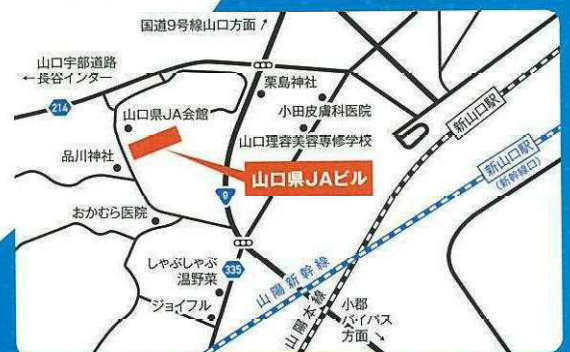 国道9号線山口方面↗
山口宇部道路
←長谷インター
214
山口県JA会館
栗島神社
小田皮膚科医院
山口理容美容専修学校
新山口駅
品川神社
山口県JAビル
新山口駅
(新幹線口)
9
おかむら医院
335
しゃぶしゃぶ
温野菜
ジョイフル
山陽新幹線
山陽本線
小郡
バイパス
方面↘